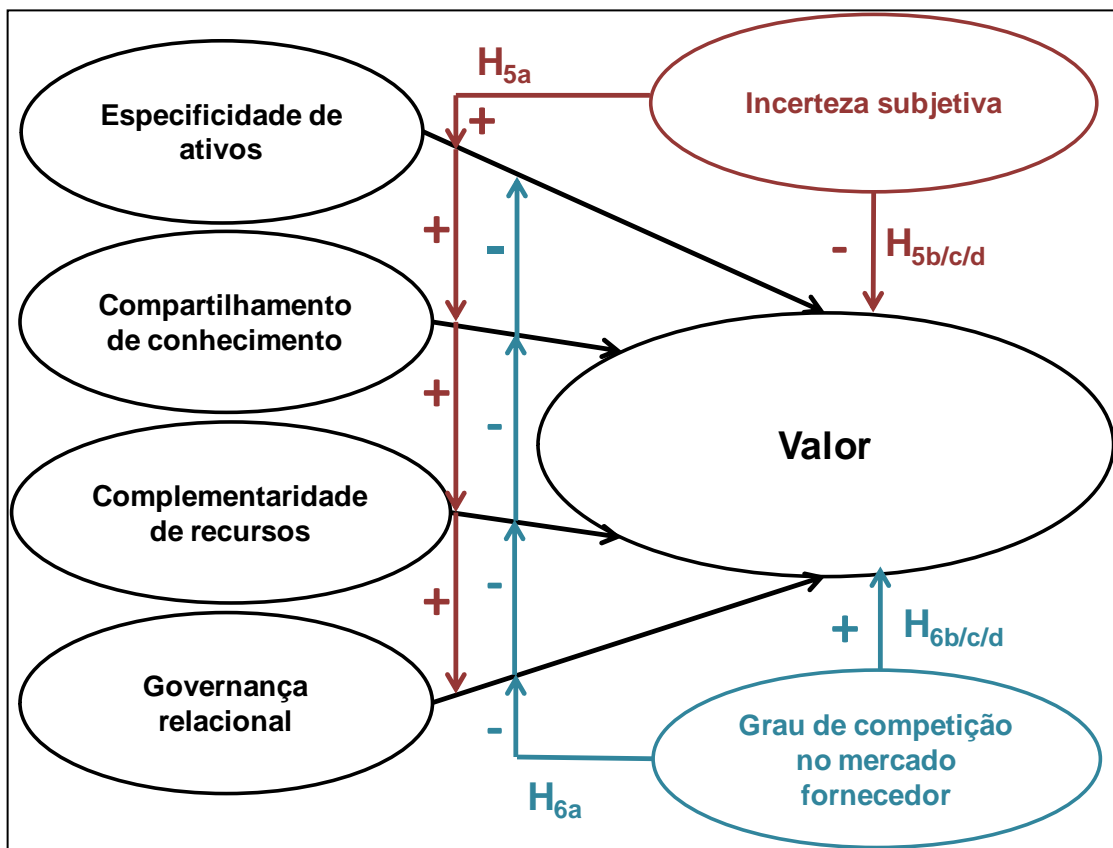 H5a
Incerteza subjetiva
Especificidade de
ativos
+
+
-
-
H5b/c/d
Compartilhamento
de conhecimento
+
-
Valor
Complementaridade
de recursos
+
-
+
H6b/c/d
Governança
relacional
-
Grau de competição
no mercado
fornecedor
H6a